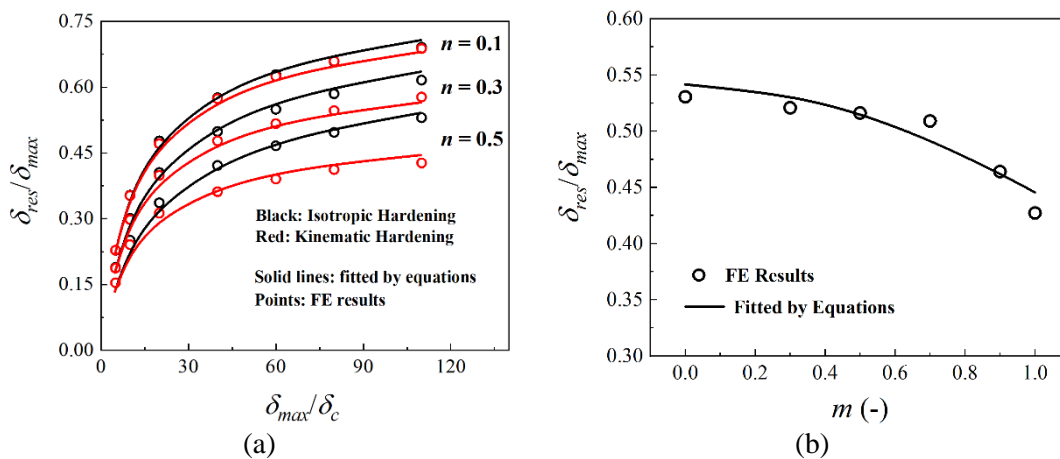 0.75
0.60
0.45
0.30
0.15
0.00
δres/δmax
n = 0.1
n = 0.3
n = 0.5
Black: Isotropic Hardening
Red: Kinematic Hardening
Solid lines: fitted by equations
Points: FE results
0 30 60 90 120
δmax/δc
(a)
0.60
0.55
0.50
0.45
0.40
0.35
0.30
δres/δmax
FE Results
Fitted by Equations
0.0 0.2 0.4 0.6 0.8 1.0
m (-)
(b)